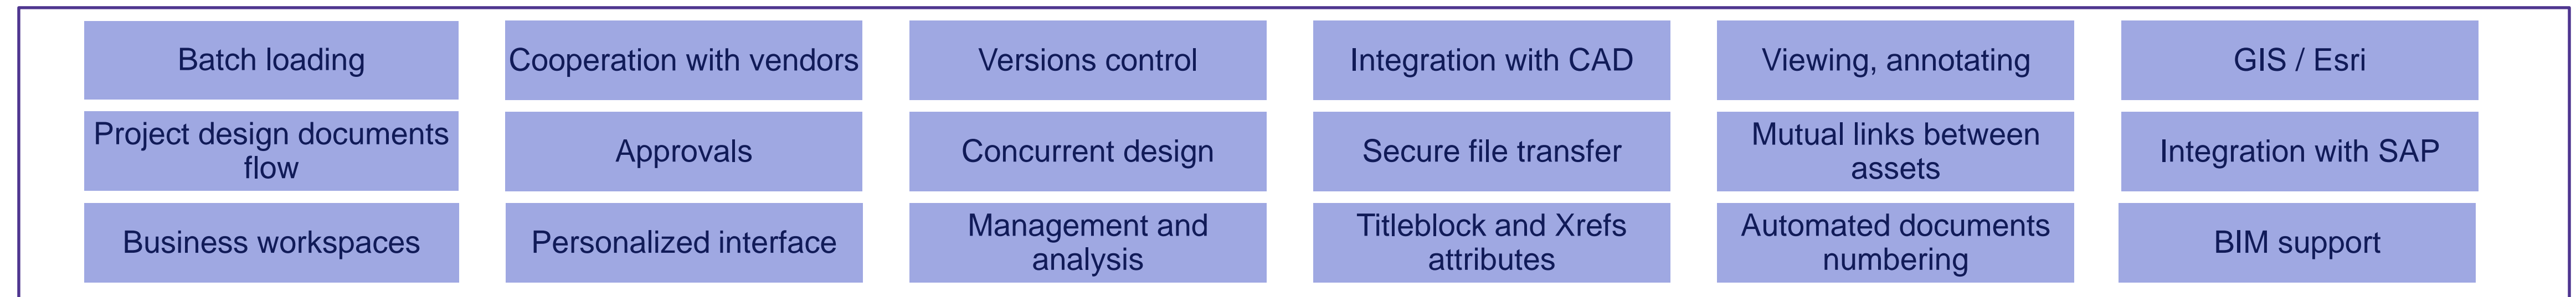 Batch loading
Cooperation with vendors
Versions control
Integration with CAD
Viewing, annotating
GIS / Esri
Project design documents
flow
Approvals
Concurrent design
Secure file transfer
Mutual links between
assets
Integration with SAP
Business workspaces
Personalized interface
Management and
analysis
Titleblock and Xrefs
attributes
Automated documents
numbering
BIM support